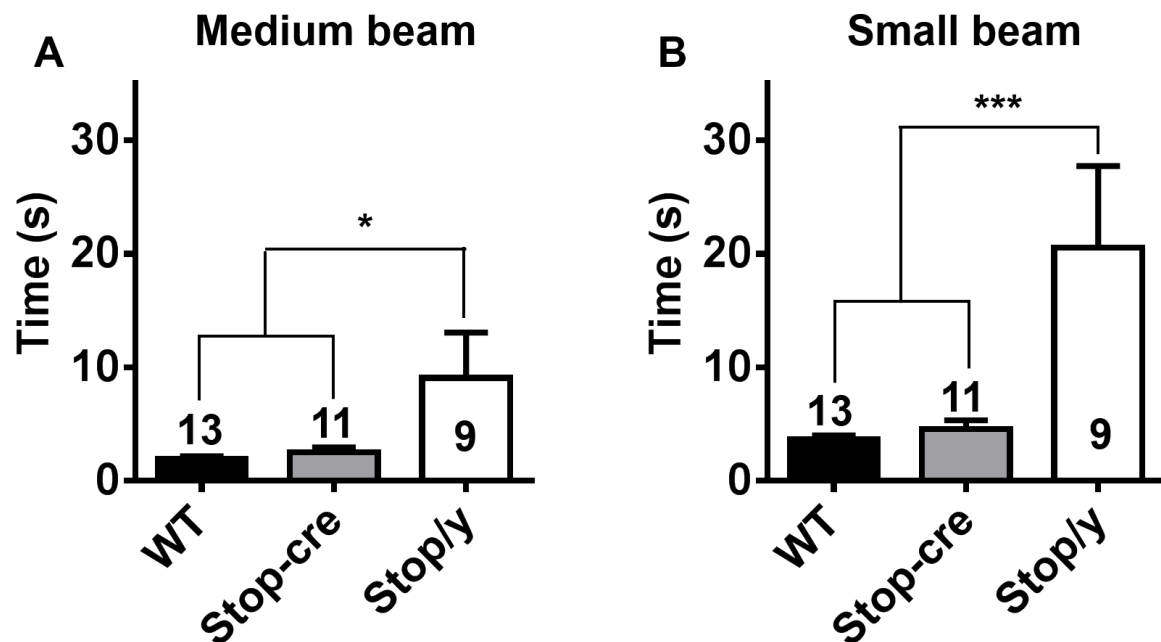 A
Medium beam
Time (s)
30
20
10
0
*
13
11
9
WT
Stop-cre
Stop/y
B
Small beam
Time (s)
30
20
10
0
***
13
11
9
WT
Stop-cre
Stop/y